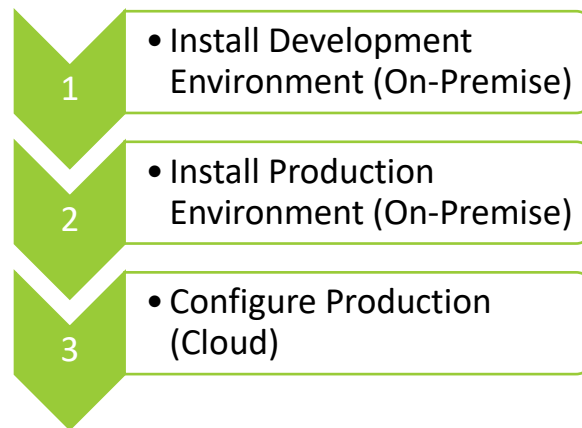 1
• Install Development
Environment (On-Premise)
2
• Install Production
Environment (On-Premise)
3
• Configure Production
(Cloud)